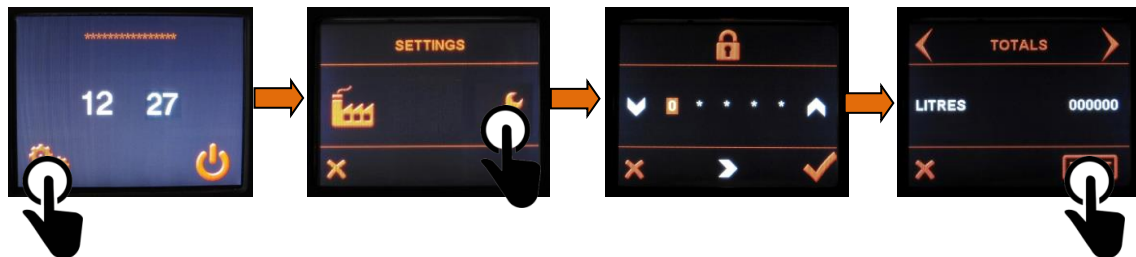 ****************
12 27
SETTINGS
0 * * * *
TOTALS
LITRES 000000